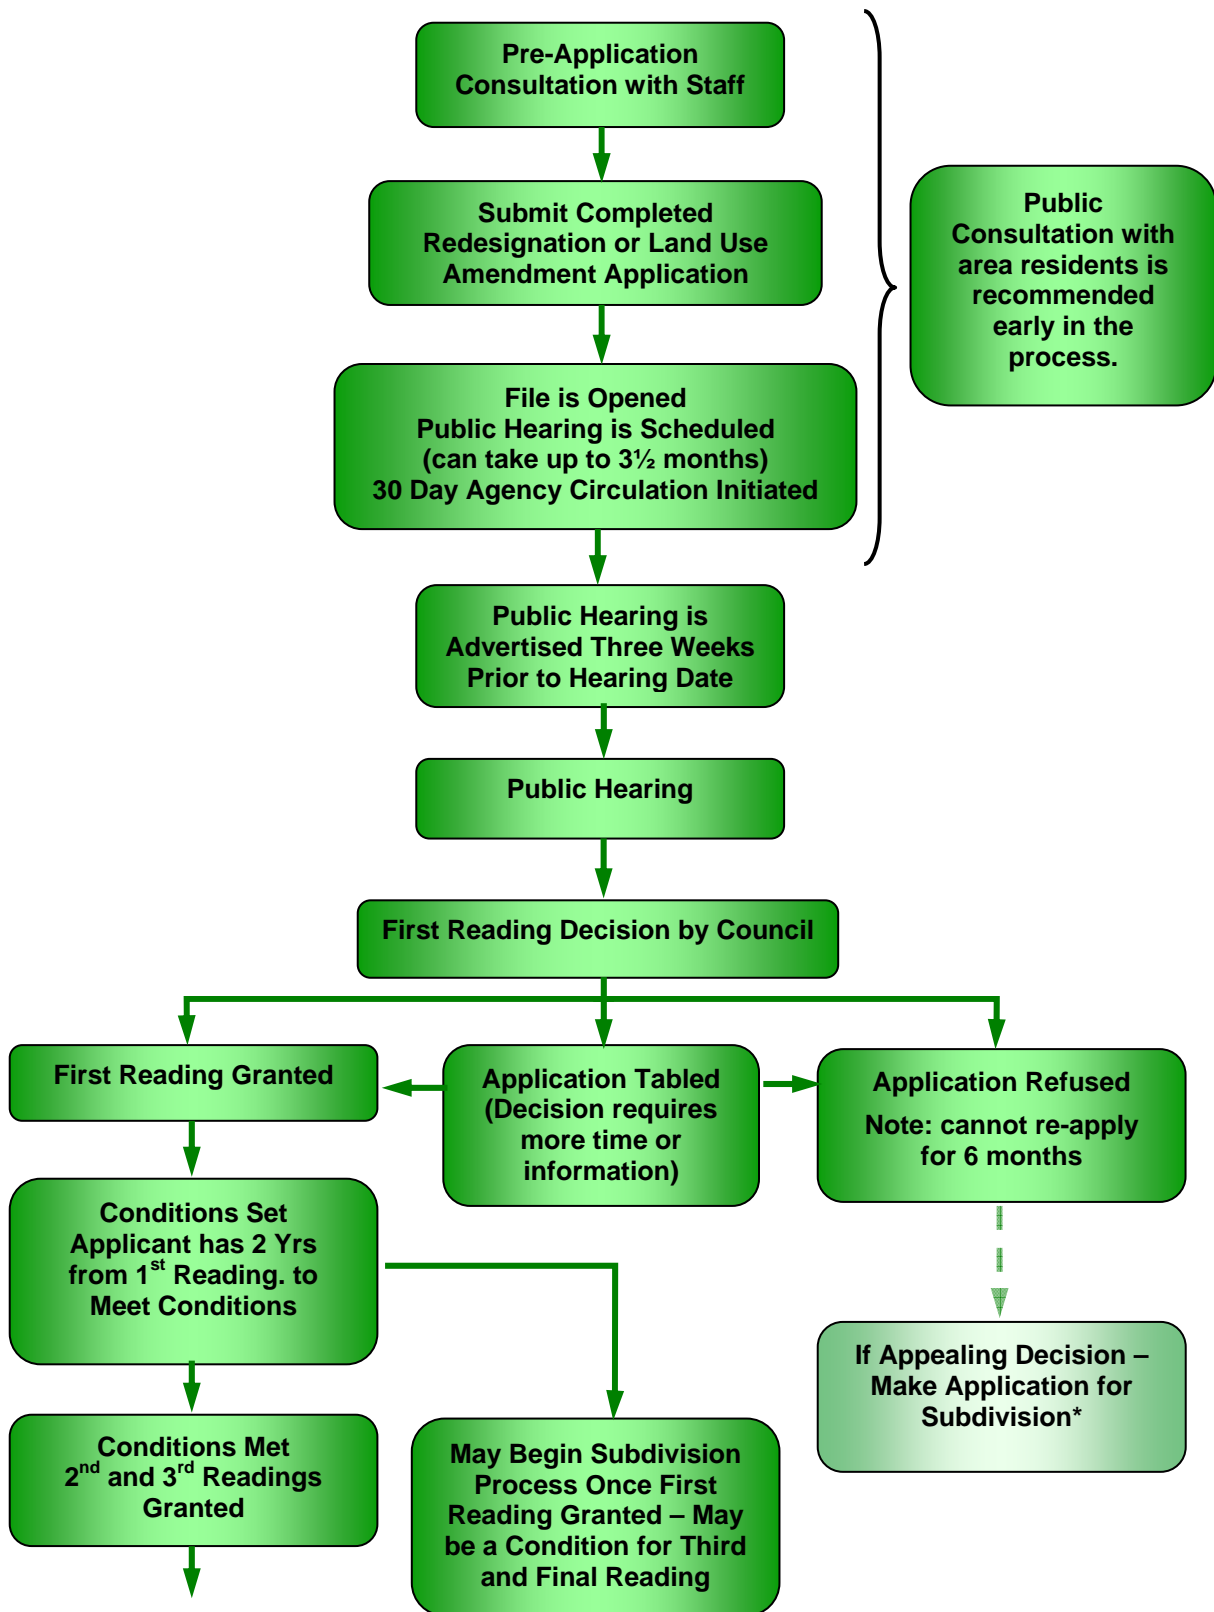 Pre-Application
Consultation with Staff
Submit Completed
Redesignation or Land Use
Amendment Application
Public
Consultation with
area residents is
recommended
early in the
process.
File is Opened
Public Hearing is Scheduled
(can take up to 3½ months)
30 Day Agency Circulation Initiated
Public Hearing is
Advertised Three Weeks
Prior to Hearing Date
Public Hearing
First Reading Decision by Council
First Reading Granted
Application Tabled
(Decision requires
more time or
information)
Application Refused
Note: cannot re-apply
for 6 months
Conditions Set
Applicant has 2 Yrs
from 1st Reading. to
Meet Conditions
If Appealing Decision –
Make Application for
Subdivision*
Conditions Met
2nd and 3rd Readings
Granted
May Begin Subdivision
Process Once First
Reading Granted – May
be a Condition for Third
and Final Reading